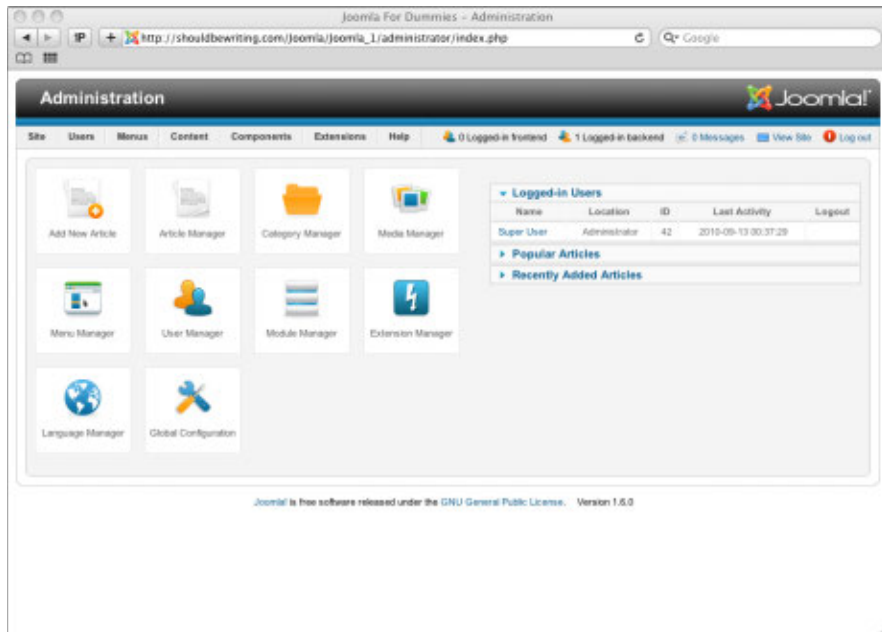 Joomla For Dummies - Administration
1P + http://shouldbewriting.com/Joomla/Joomla_1/administrator/index.php Google
Administration Joomla!
Site Users Menus Content Components Extensions Help 0 Logged-in frontend 1 Logged-in backend 0 Messages View Site Log out
Add New Article Article Manager Category Manager Media Manager
Menu Manager User Manager Module Manager Extension Manager
Language Manager Global Configuration
Logged-in Users
Name Location ID Last Activity Logout
Super User Administrator 42 2010-09-13 00:37:29
Popular Articles
Recently Added Articles
Joomla! is free software released under the GNU General Public License. Version 1.6.0